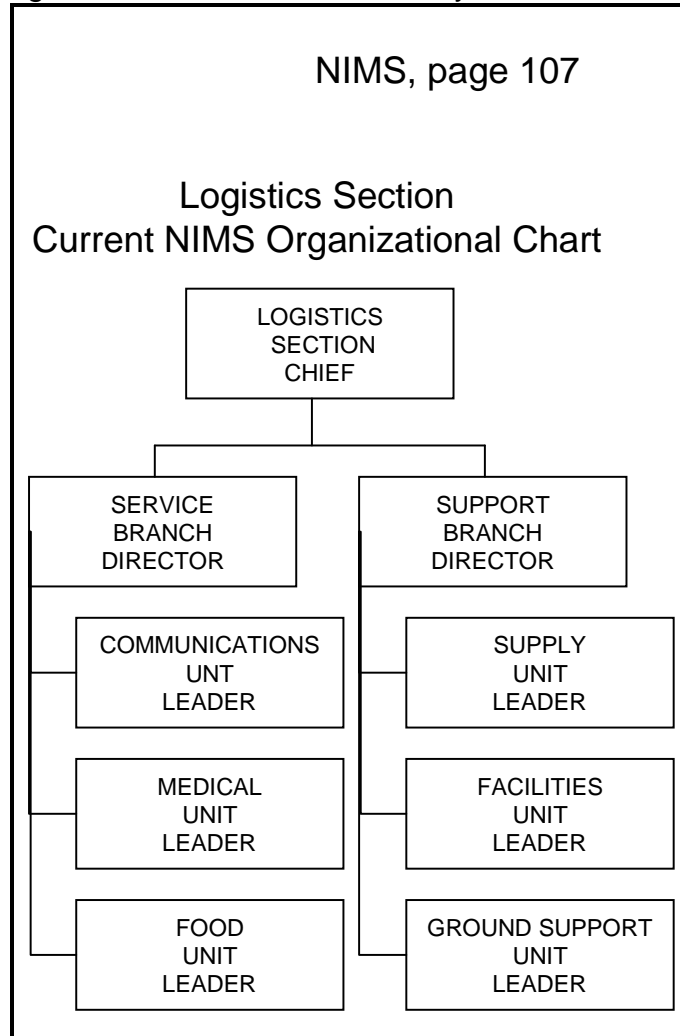 NIMS, page 107
Logistics Section
Current NIMS Organizational Chart
LOGISTICS
SECTION
CHIEF
SERVICE
BRANCH
DIRECTOR
SUPPORT
BRANCH
DIRECTOR
COMMUNICATIONS
UNT
LEADER
SUPPLY
UNIT
LEADER
MEDICAL
UNIT
LEADER
FACILITIES
UNIT
LEADER
FOOD
UNIT
LEADER
GROUND SUPPORT
UNIT
LEADER